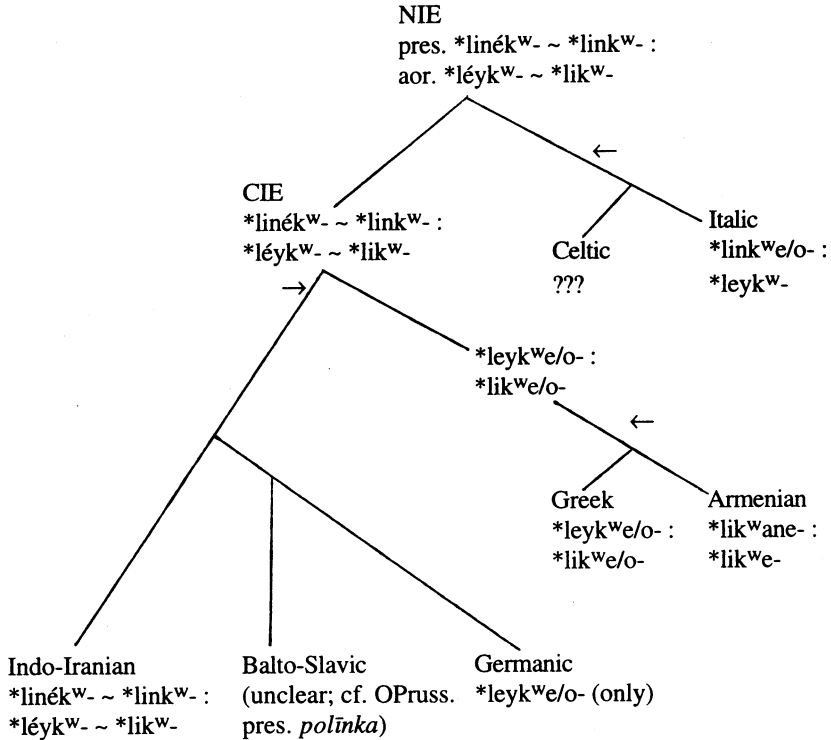 NIE
pres. *linékʷ- ~ *linkʷ- :
aor. *léykʷ- ~ *likʷ-
←
CIE
*linékʷ- ~ *linkʷ- :
*léykʷ- ~ *likʷ-
Celtic
???
Italic
*linkʷe/o- :
*leykʷ-
→
*leykʷe/o- :
*likʷe/o-
←
Greek
*leykʷe/o- :
*likʷe/o-
Armenian
*likʷane- :
*likʷe-
Indo-Iranian
*linékʷ- ~ *linkʷ- :
*léykʷ- ~ *likʷ-
Balto-Slavic
(unclear; cf. OPruss.
pres. polīnka)
Germanic
*leykʷe/o- (only)